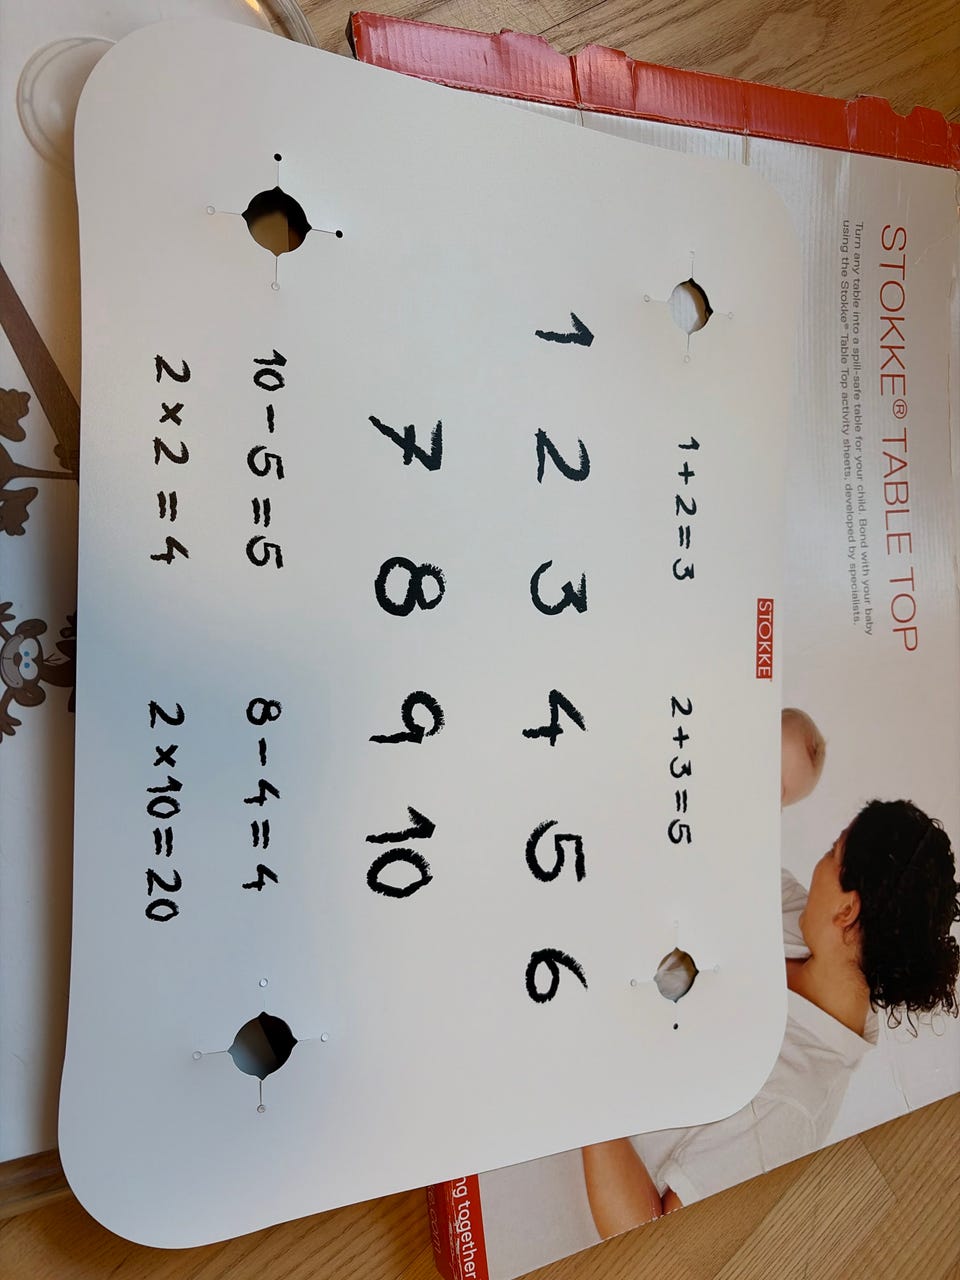 STOKKE® TABLE TOP
Turn any table into a spill-safe table for your child. Bond with your baby
using the Stokke® Table Top activity sheets, developed by specialists.
STOKKE
1 + 2 = 3 2 + 3 = 5
1 2 3 4 5 6
7 8 9 10
10 - 5 = 5 8 - 4 = 4
2 × 2 = 4 2 × 10 = 20
together